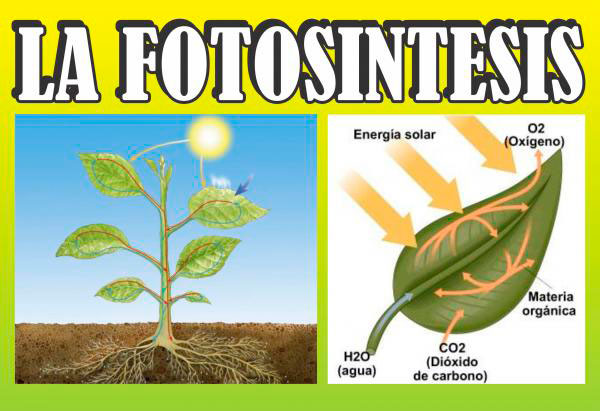 LA FOTOSINTESIS
Energía solar
O2
(Oxígeno)
Materia
orgánica
H2O
(agua)
CO2
(Dióxido
de carbono)